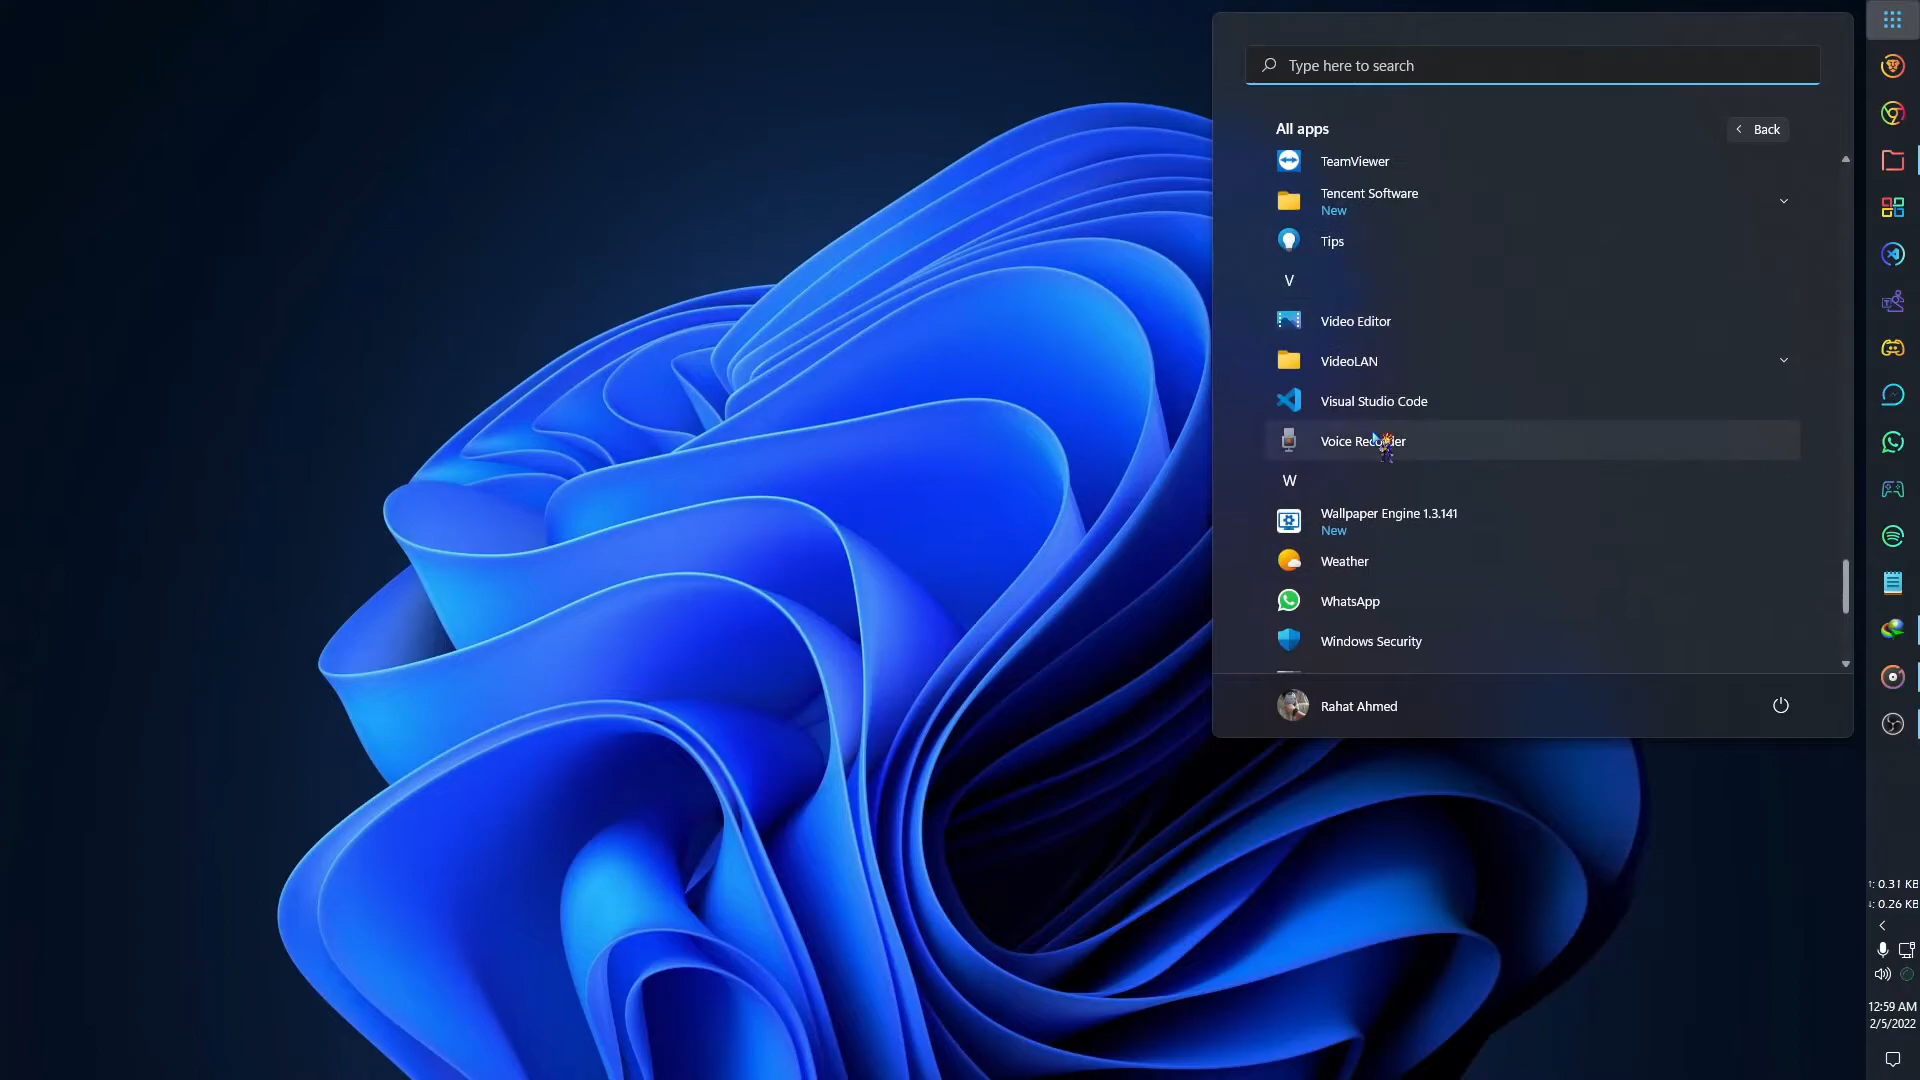 Type here to search
All apps
Back
TeamViewer
Tencent Software
New
Tips
V
Video Editor
VideoLAN
Visual Studio Code
Voice Recorder
W
Wallpaper Engine 1.3.141
New
Weather
WhatsApp
Windows Security
Rahat Ahmed
↑: 0.31 KB
↓: 0.26 KB
12:59 AM
2/5/2022